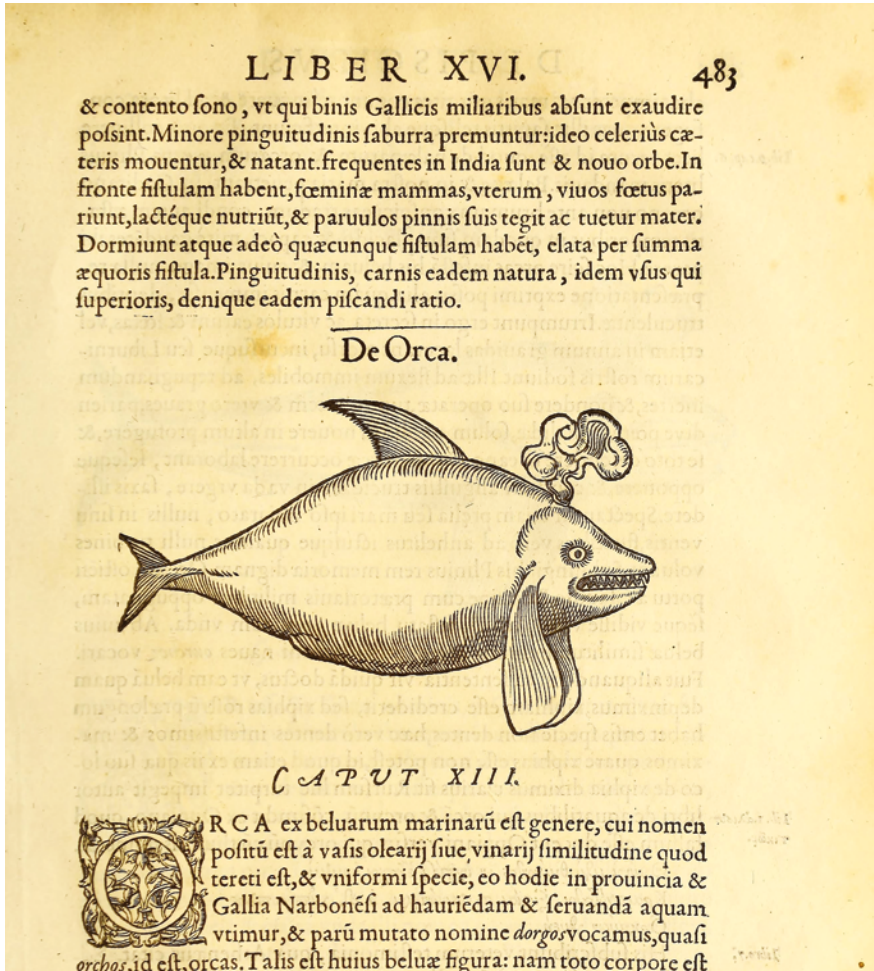 LIBER XVI. 483
& contento ſono, vt qui binis Gallicis miliaribus abſunt exaudire
poſsint.Minore pinguitudinis ſaburra premuntur:ideo celeriùs cæ-
teris mouentur,& natant.frequentes in India ſunt & nouo orbe.In
fronte fiſtulam habent,fœminæ mammas,vterum, viuos fœtus pa-
riunt,lactéque nutriũt,& paruulos pinnis ſuis tegit ac tuetur mater.
Dormiunt atque adeò quæcunque fiſtulam habẽt, elata per ſumma
æquoris fiſtula.Pinguitudinis, carnis eadem natura, idem vſus qui
ſuperioris, denique eadem piſcandi ratio.
De Orca.
CAPUT XIII.
ORCA ex beluarum marinarũ eſt genere, cui nomen
poſitũ eſt à vaſis olearij ſiue vinarij ſimilitudine quod
tereti eſt,& vniformi ſpecie, eo hodie in prouincia &
Gallia Narbonẽſi ad hauriẽdam & ſeruandã aquam
vtimur,& parũ mutato nomine dorgos vocamus,quaſi
orchos,id eſt,orcas.Talis eſt huius beluæ figura: nam toto corpore eſt